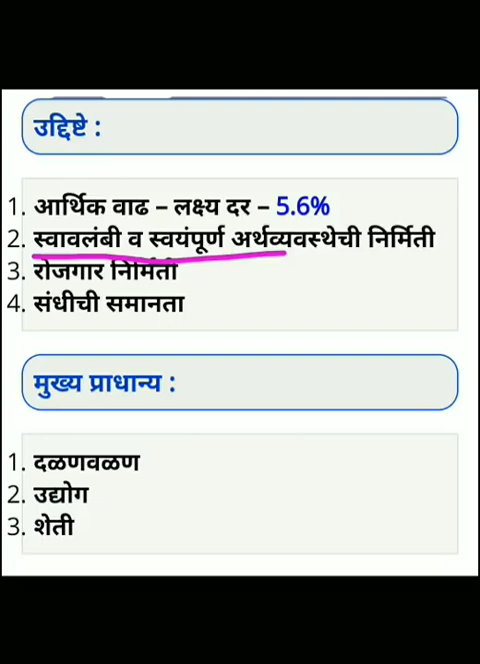 उद्दिष्टे :
1. आर्थिक वाढ – लक्ष्य दर – 5.6%
2. स्वावलंबी व स्वयंपूर्ण अर्थव्यवस्थेची निर्मिती
3. रोजगार निर्मिती
4. संधीची समानता
मुख्य प्राधान्य :
1. दळणवळण
2. उद्योग
3. शेती